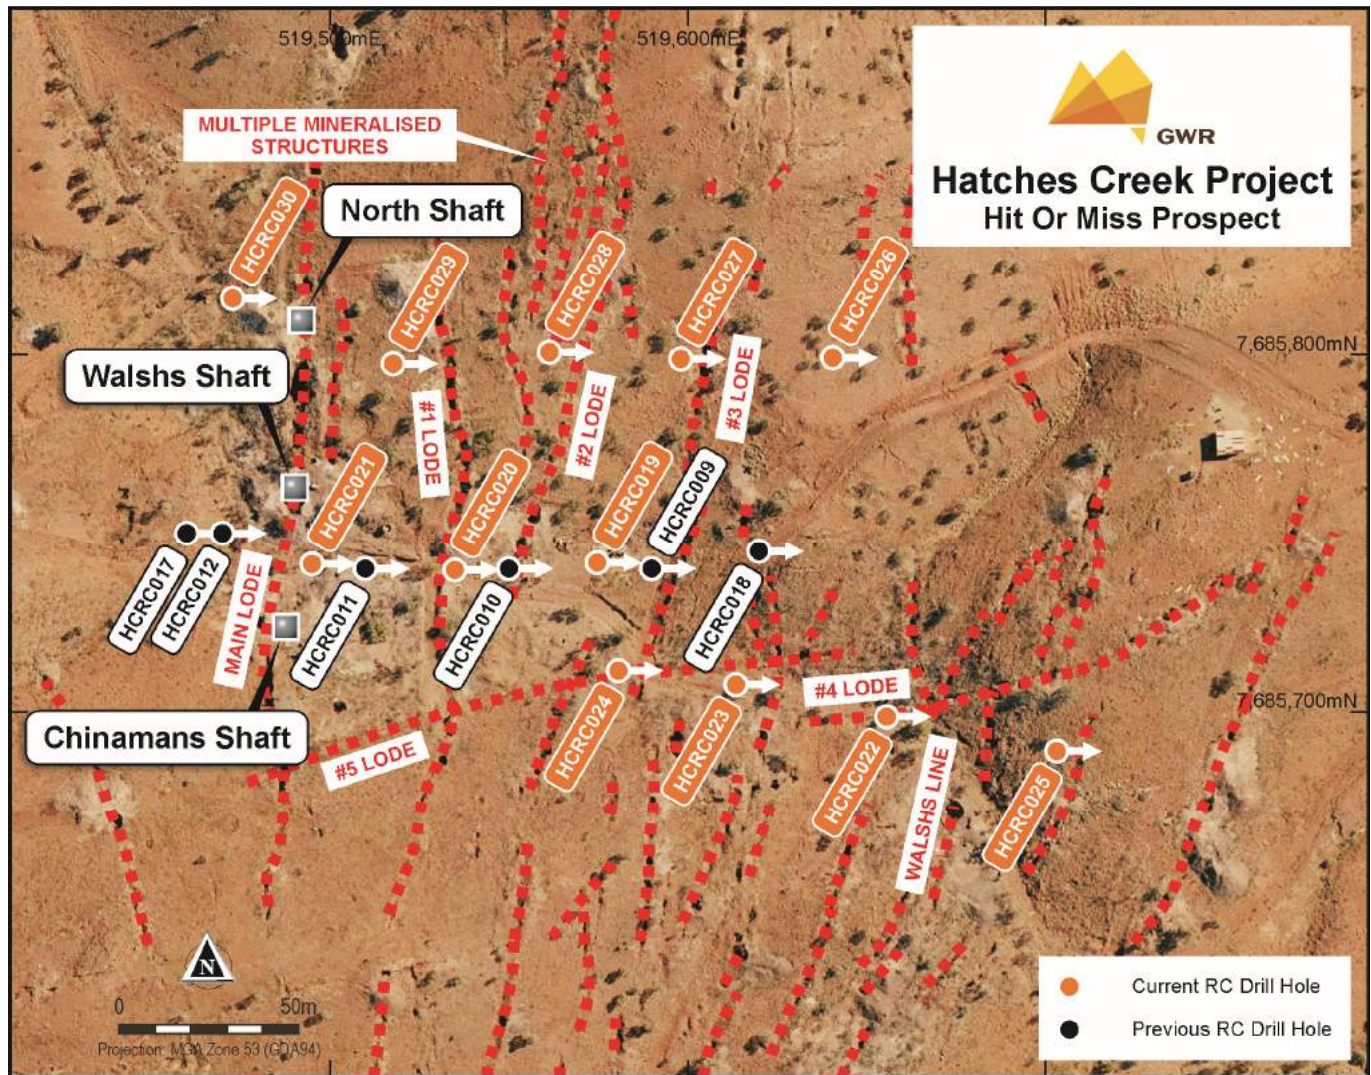 519,500mE
519,600mE
GWR
Hatches Creek Project
Hit Or Miss Prospect
MULTIPLE MINERALISED
STRUCTURES
HCRC030
North Shaft
HCRC029
HCRC028
HCRC027
HCRC026
7,685,800mN
Walshs Shaft
#1 LODE
#2 LODE
#3 LODE
HCRC021
HCRC020
HCRC019
HCRC009
HCRC017
HCRC012
MAIN LODE
HCRC011
HCRC010
HCRC018
#4 LODE
7,685,700mN
Chinamans Shaft
#5 LODE
HCRC024
HCRC023
HCRC022
WALSHS LINE
HCRC025
N
0
50m
Projection: MGA Zone 53 (GDA94)
Current RC Drill Hole
Previous RC Drill Hole